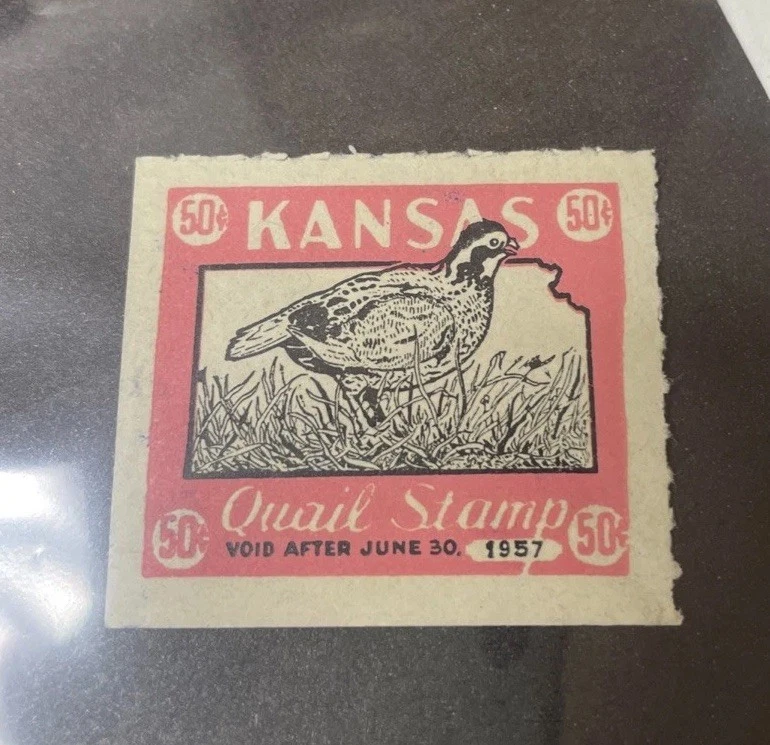 50¢ KANSAS 50¢
Quail Stamp
50¢ VOID AFTER JUNE 30, 1957 50¢